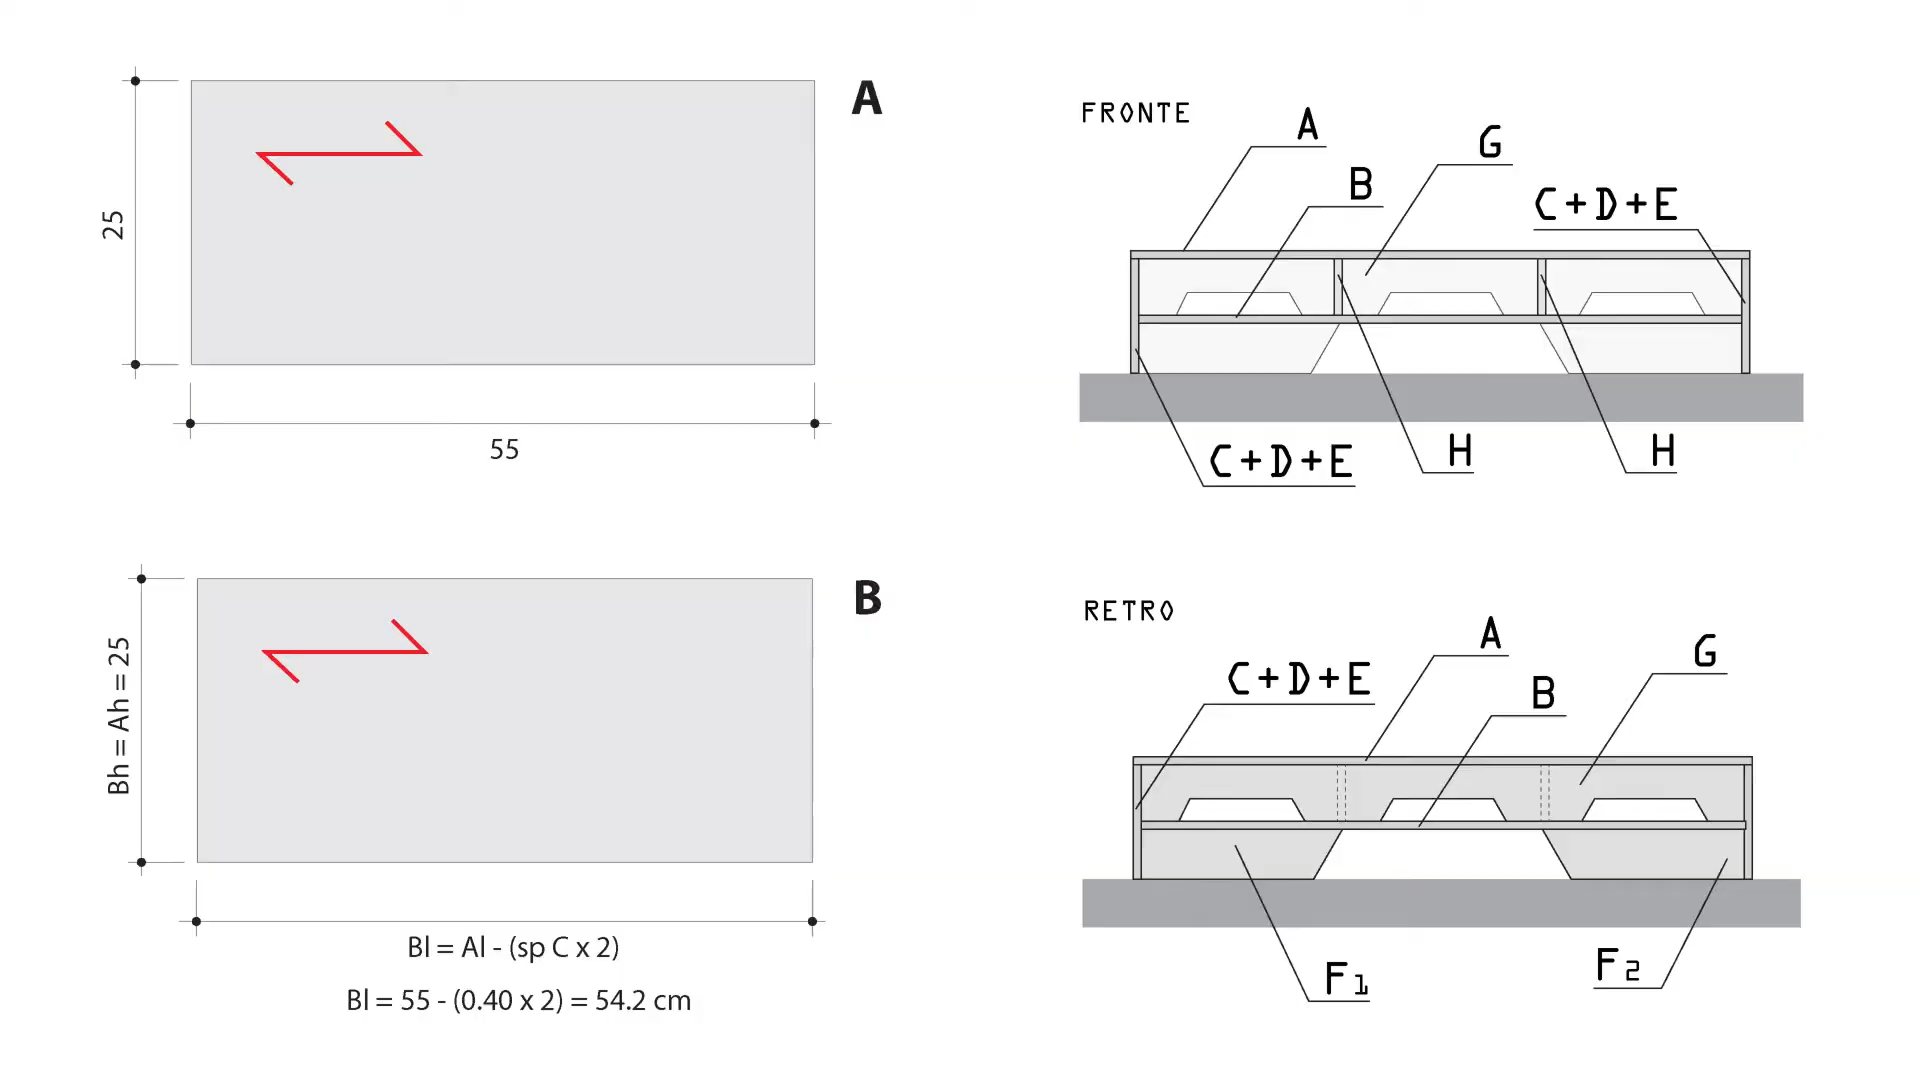 A
25
55
FRONTE
A
G
B
C+D+E
C+D+E
H
H
B
Bh = Ah = 25
Bl = Al - (sp C x 2)
Bl = 55 - (0.40 x 2) = 54.2 cm
RETRO
A
G
C+D+E
B
F1
F2